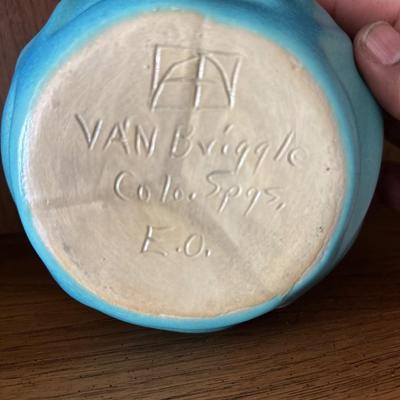 VAN Briggle
Colo. Spgs,
E.O.